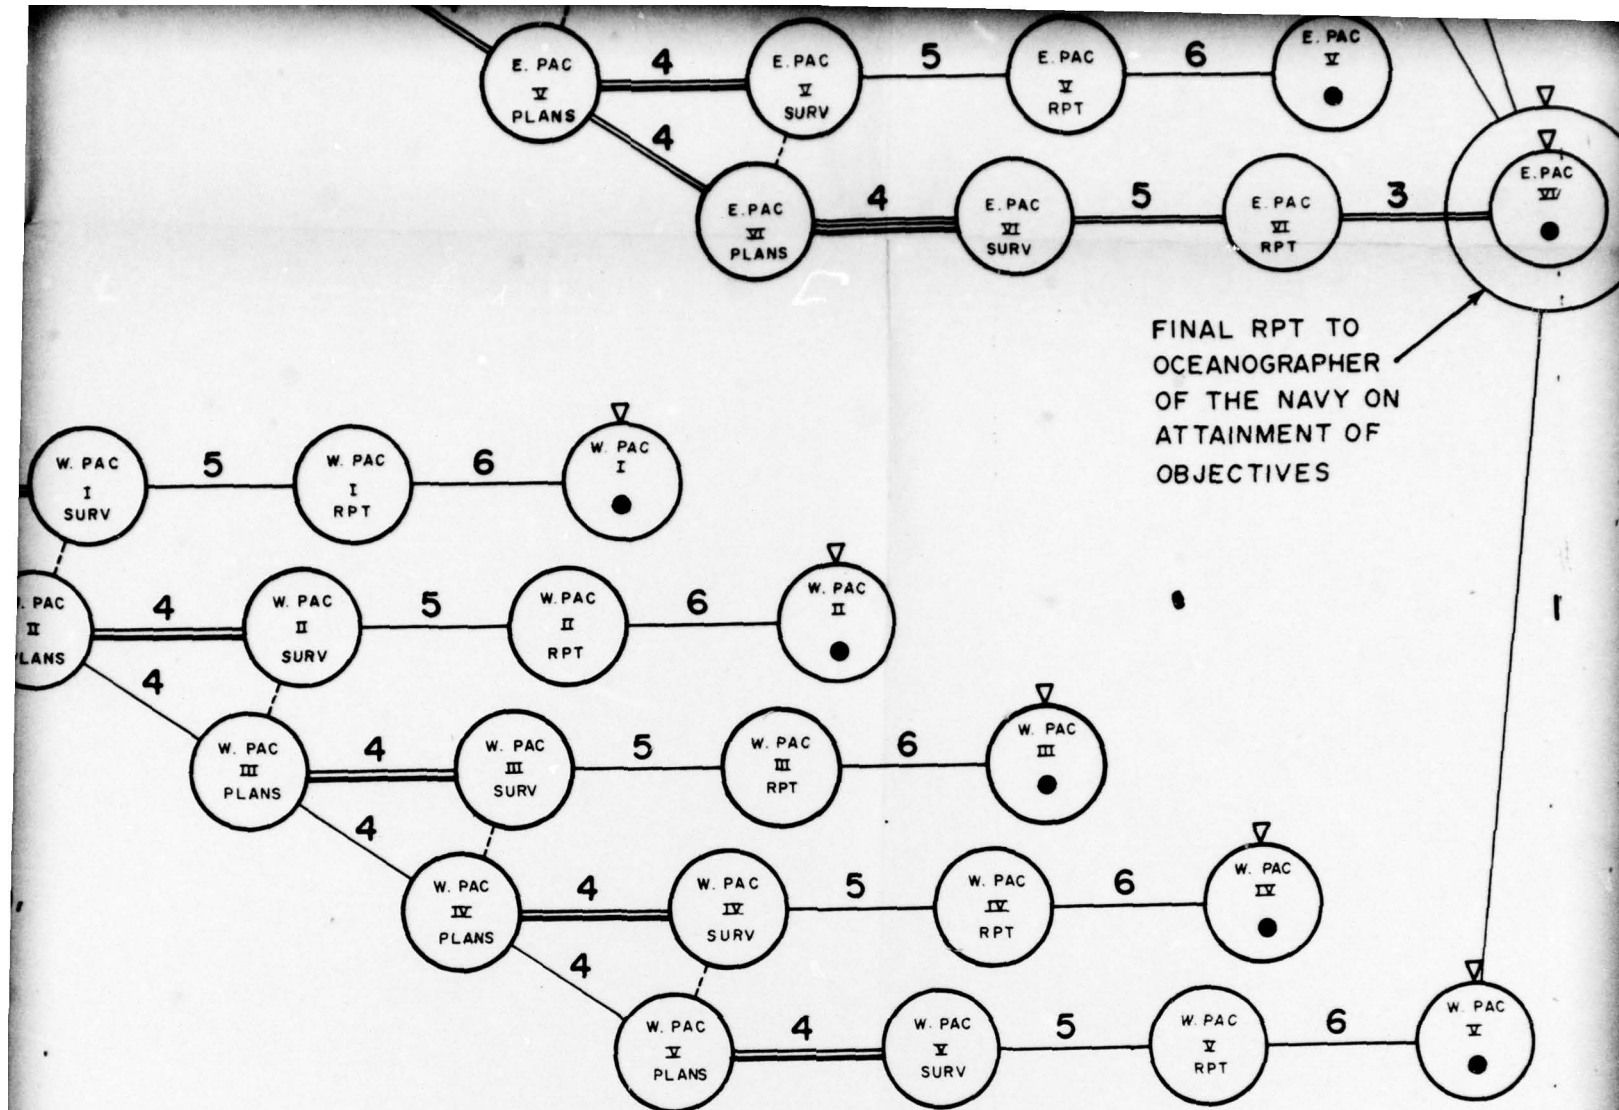 4
5
6
E. PAC
V
PLANS
E. PAC
V
SURV
E. PAC
V
RPT
E. PAC
V
4
4
5
3
E. PAC
VI
PLANS
E. PAC
VI
SURV
E. PAC
VI
RPT
E. PAC
VI
FINAL RPT TO
OCEANOGRAPHER
OF THE NAVY ON
ATTAINMENT OF
OBJECTIVES
5
6
W. PAC
I
SURV
W. PAC
I
RPT
W. PAC
I
4
5
6
PAC
II
W. PAC
II
SURV
W. PAC
II
RPT
W. PAC
II
4
4
5
6
W. PAC
III
PLANS
W. PAC
III
SURV
W. PAC
III
RPT
W. PAC
III
4
4
5
6
W. PAC
IV
PLANS
W. PAC
IV
SURV
W. PAC
IV
RPT
W. PAC
IV
4
4
5
6
W. PAC
V
PLANS
W. PAC
V
SURV
W. PAC
V
RPT
W. PAC
V